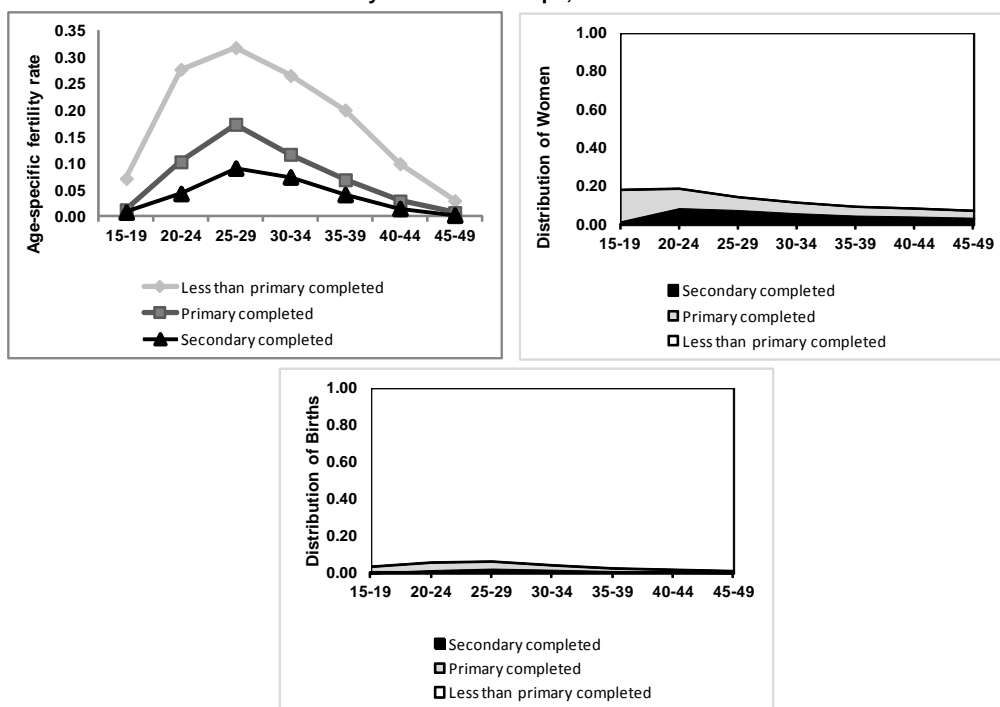 Age-specific fertility rate
0.35
0.30
0.25
0.20
0.15
0.10
0.05
0.00
15-19 20-24 25-29 30-34 35-39 40-44 45-49
Less than primary completed
Primary completed
Secondary completed
Distribution of Women
1.00
0.80
0.60
0.40
0.20
0.00
15-19 20-24 25-29 30-34 35-39 40-44 45-49
Secondary completed
Primary completed
Less than primary completed
Distribution of Births
1.00
0.80
0.60
0.40
0.20
0.00
15-19 20-24 25-29 30-34 35-39 40-44 45-49
Secondary completed
Primary completed
Less than primary completed